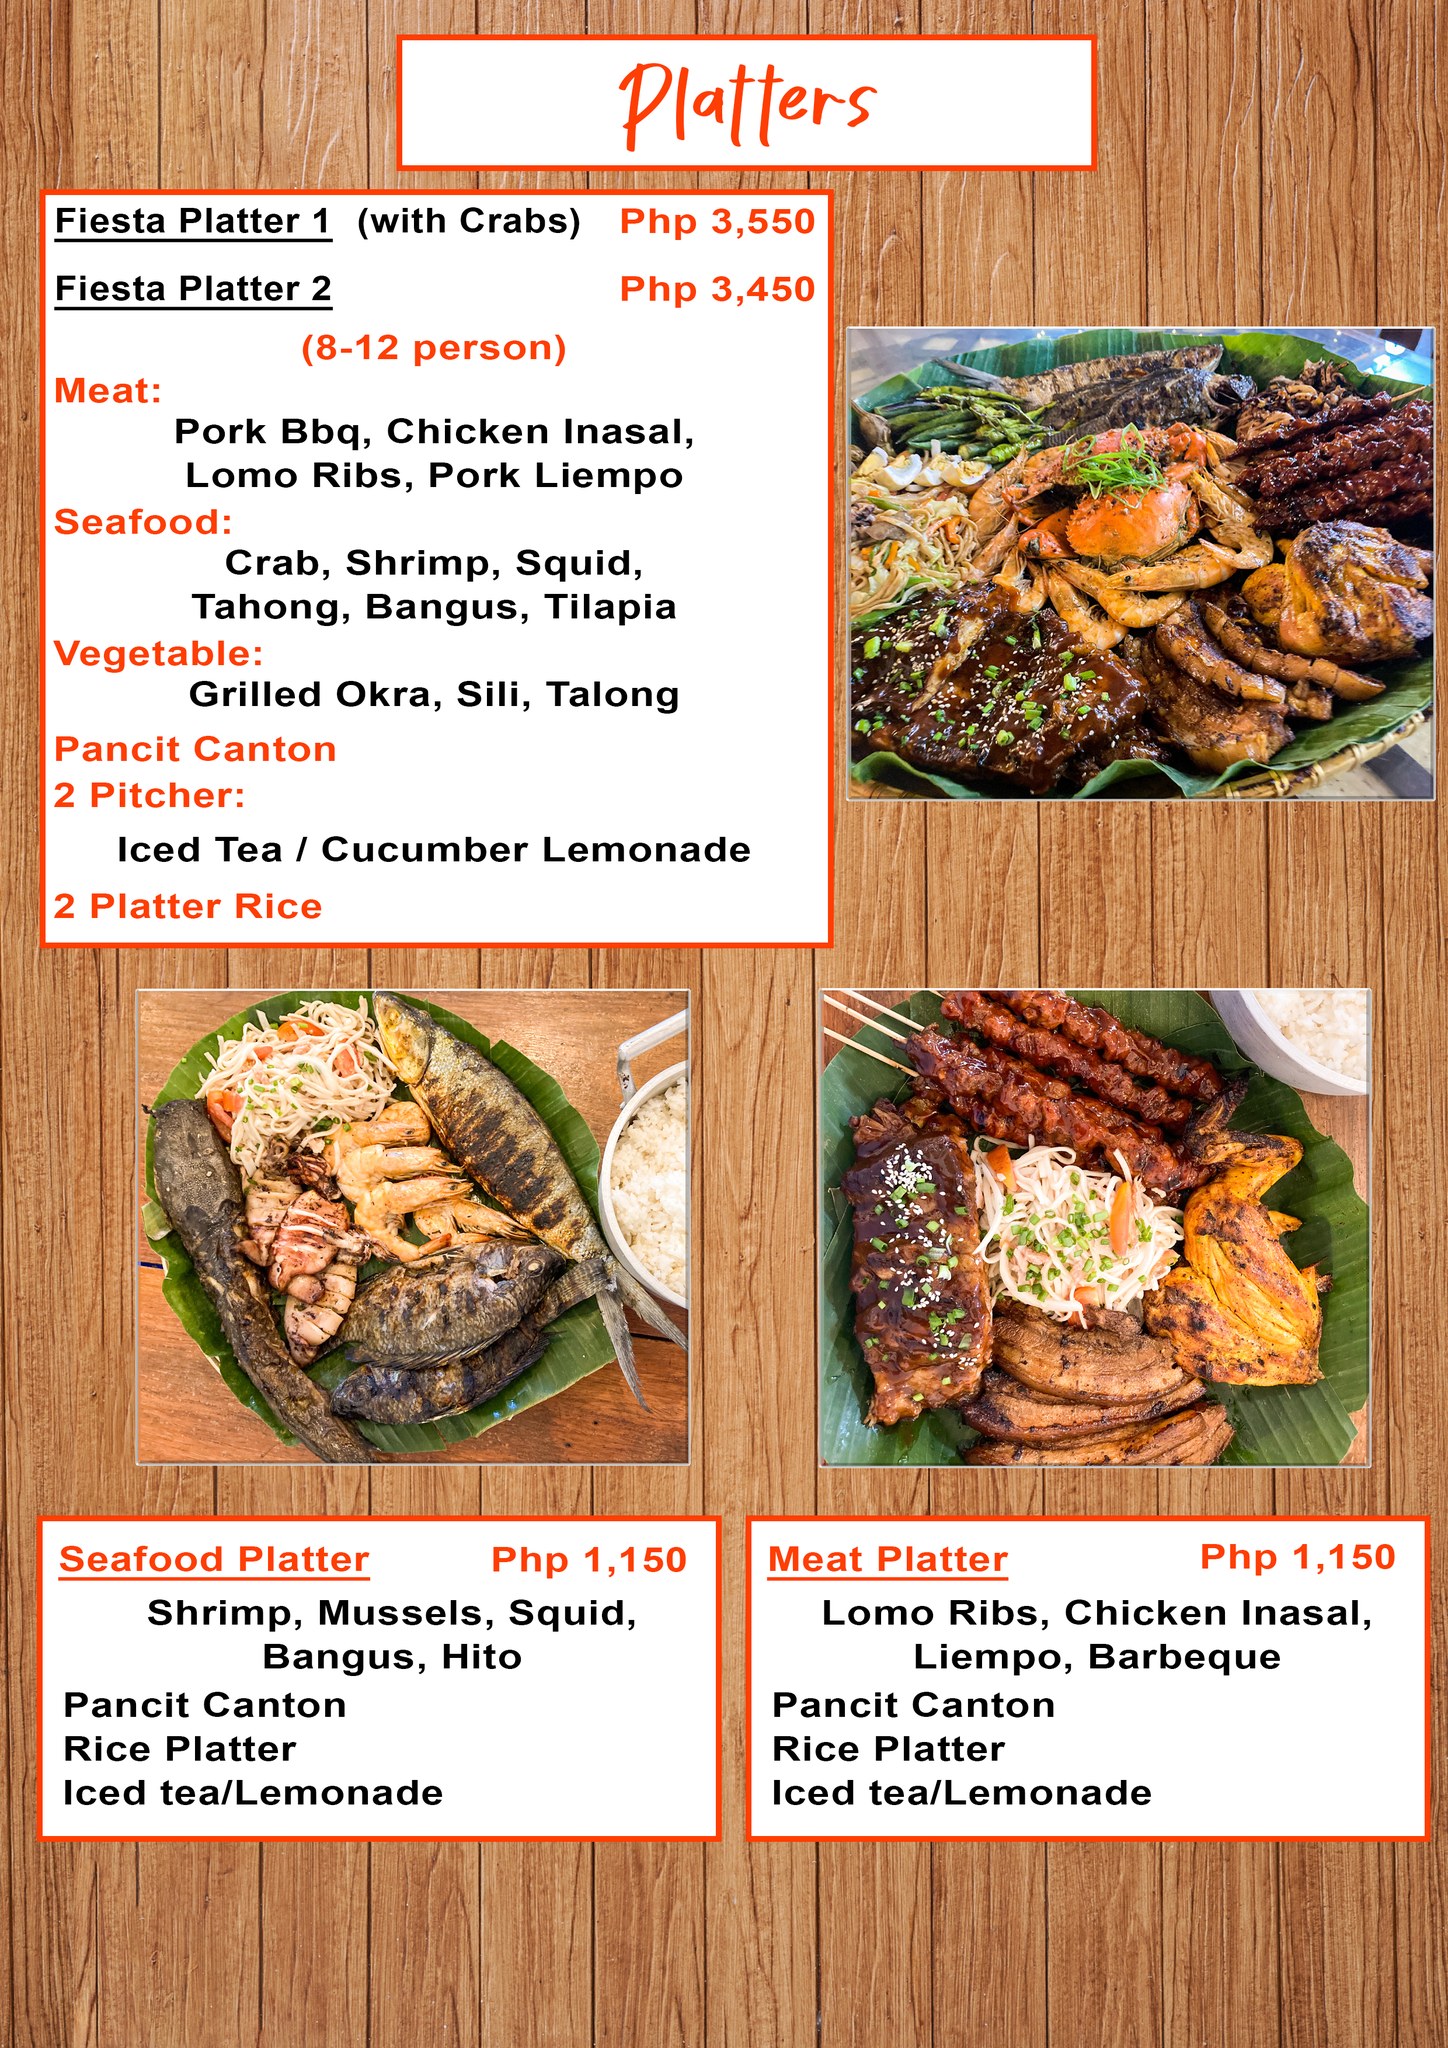 Platters
Fiesta Platter 1 (with Crabs) Php 3,550
Fiesta Platter 2 Php 3,450
(8-12 person)
Meat:
Pork Bbq, Chicken Inasal,
Lomo Ribs, Pork Liempo
Seafood:
Crab, Shrimp, Squid,
Tahong, Bangus, Tilapia
Vegetable:
Grilled Okra, Sili, Talong
Pancit Canton
2 Pitcher:
Iced Tea / Cucumber Lemonade
2 Platter Rice
Seafood Platter Php 1,150
Shrimp, Mussels, Squid,
Bangus, Hito
Pancit Canton
Rice Platter
Iced tea/Lemonade
Meat Platter Php 1,150
Lomo Ribs, Chicken Inasal,
Liempo, Barbeque
Pancit Canton
Rice Platter
Iced tea/Lemonade